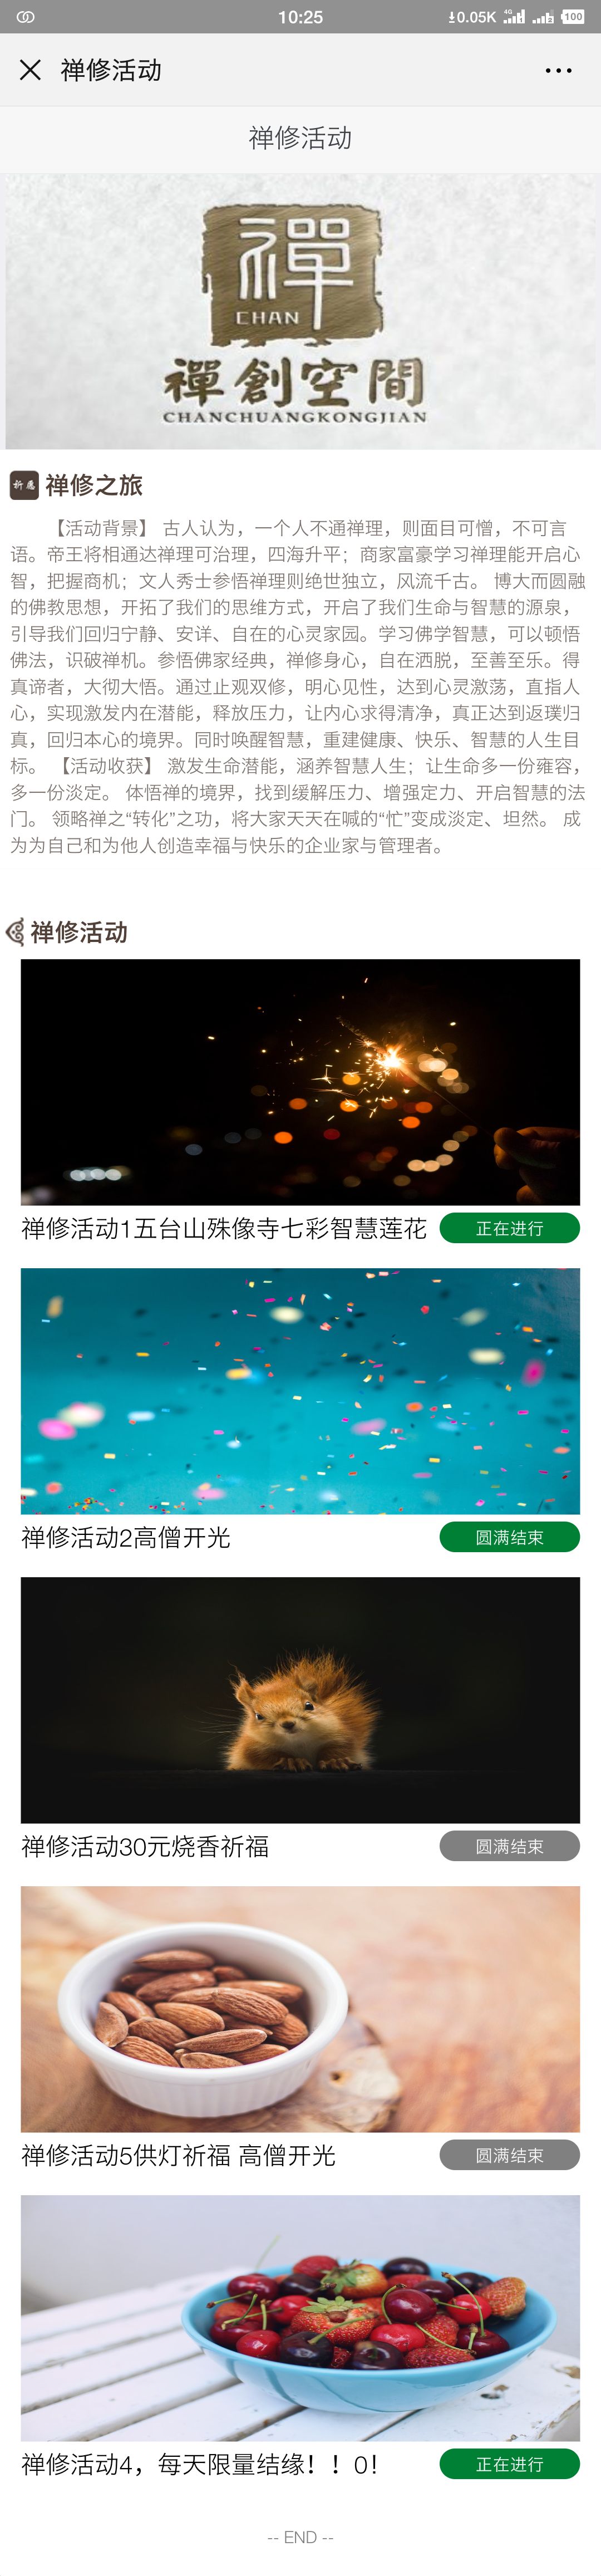 10:25
0.05K 4G 2 100
禅修活动
禅修活动
禪
CHAN
禪創空間
CHANCHUANGKONGJIAN
祈愿 禅修之旅
【活动背景】 古人认为，一个人不通禅理，则面目可憎，不可言
语。帝王将相通达禅理可治理，四海升平；商家富豪学习禅理能开启心
智，把握商机；文人秀士参悟禅理则绝世独立，风流千古。 博大而圆融
的佛教思想，开拓了我们的思维方式，开启了我们生命与智慧的源泉，
引导我们回归宁静、安详、自在的心灵家园。学习佛学智慧，可以顿悟
佛法，识破禅机。参悟佛家经典，禅修身心，自在洒脱，至善至乐。得
真谛者，大彻大悟。通过止观双修，明心见性，达到心灵激荡，直指人
心，实现激发内在潜能，释放压力，让内心求得清净，真正达到返璞归
真，回归本心的境界。同时唤醒智慧，重建健康、快乐、智慧的人生目
标。 【活动收获】 激发生命潜能，涵养智慧人生；让生命多一份雍容，
多一份淡定。 体悟禅的境界，找到缓解压力、增强定力、开启智慧的法
门。 领略禅之“转化”之功，将大家天天在喊的“忙”变成淡定、坦然。 成
为为自己和为他人创造幸福与快乐的企业家与管理者。
禅修活动
禅修活动1五台山殊像寺七彩智慧莲花 正在进行
禅修活动2高僧开光 圆满结束
禅修活动30元烧香祈福 圆满结束
禅修活动5供灯祈福 高僧开光 圆满结束
禅修活动4，每天限量结缘！！0！ 正在进行
-- END --